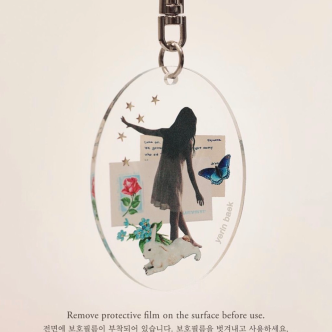 yerin baek
Remove protective film on the surface before use.
전면에 보호필름이 부착되어 있습니다. 보호필름을 벗겨내고 사용하세요.